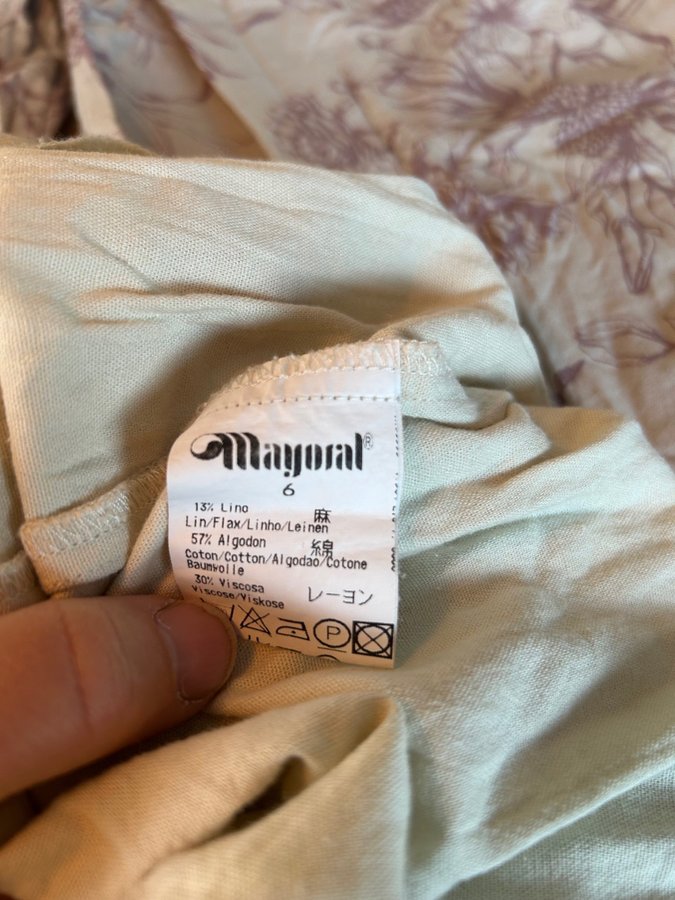 Mayoral®
6
13% Lino 麻
Lin/Flax/Linho/Leinen
57% Algodon 綿
Coton/Cotton/Algodao/Cotone
Baumwolle
30% Viscosa レーヨン
Viscose/Viskose
P